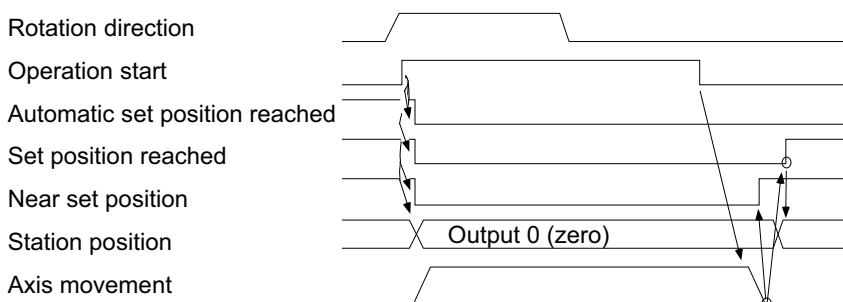 Rotation direction
Operation start
Automatic set position reached
Set position reached
Near set position
Station position
Output 0 (zero)
Axis movement